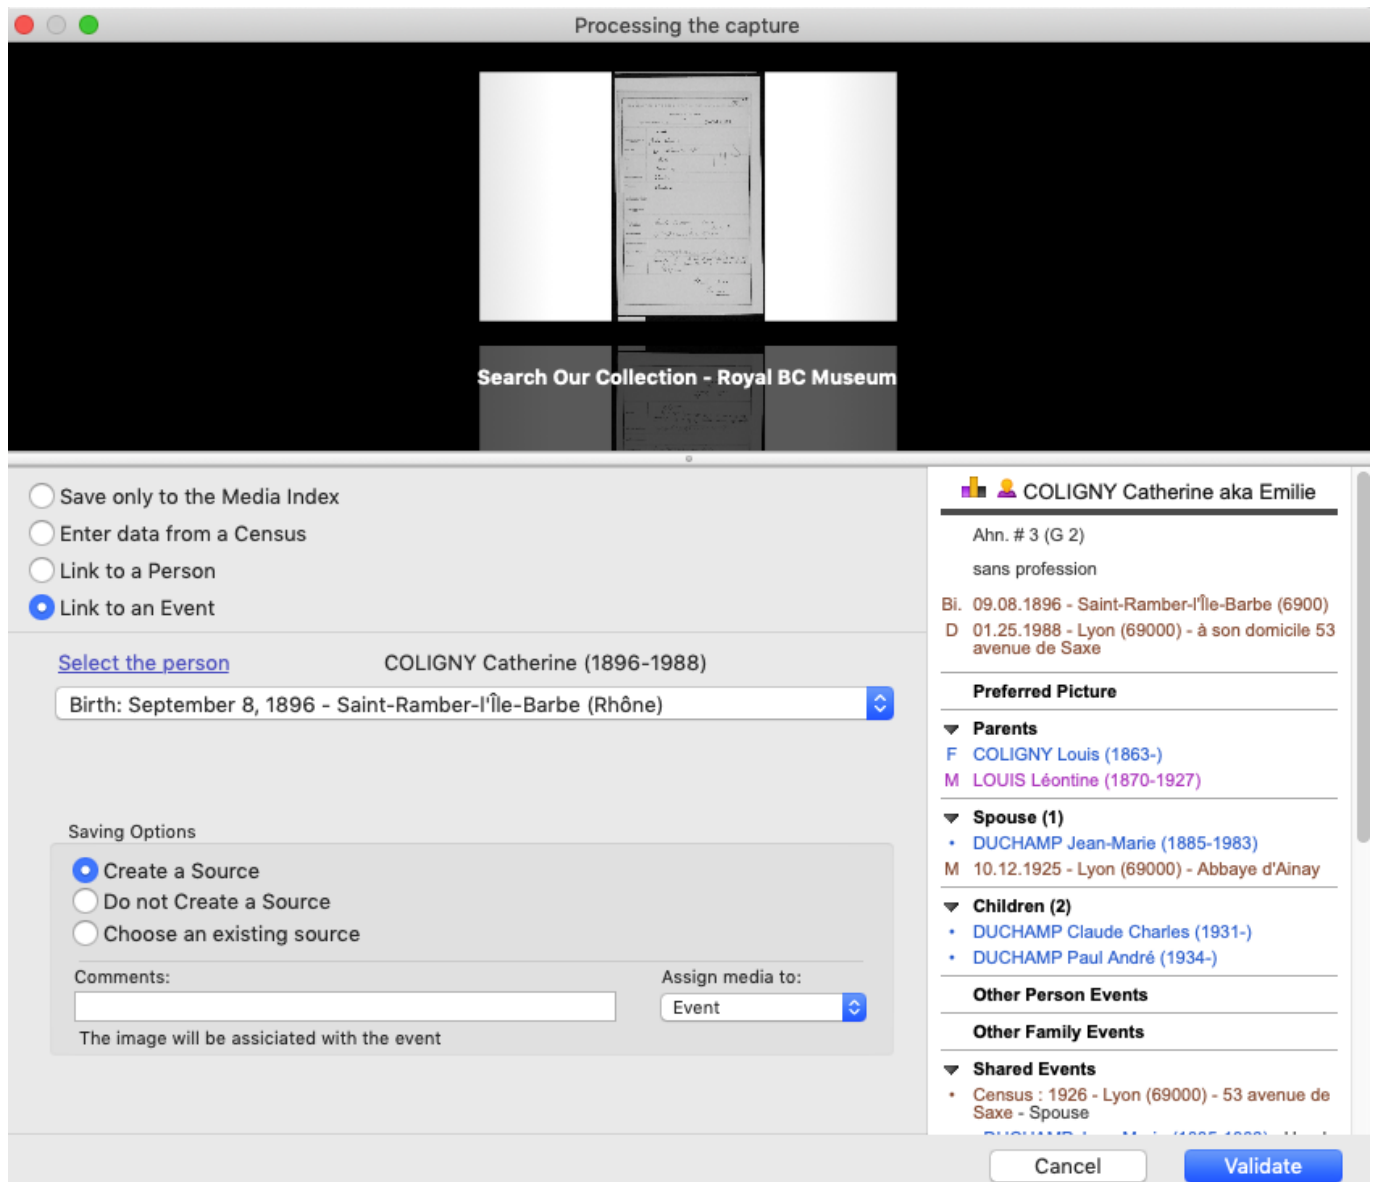 Processing the capture
Search Our Collection - Royal BC Museum
Save only to the Media Index
Enter data from a Census
Link to a Person
Link to an Event
Select the person COLIGNY Catherine (1896-1988)
Birth: September 8, 1896 - Saint-Ramber-l'Île-Barbe (Rhône)
Saving Options
Create a Source
Do not Create a Source
Choose an existing source
Comments: Assign media to:
Event
The image will be assiciated with the event
COLIGNY Catherine aka Emilie
Ahn. # 3 (G 2)
sans profession
Bi. 09.08.1896 - Saint-Ramber-l'Île-Barbe (6900)
D 01.25.1988 - Lyon (69000) - à son domicile 53
avenue de Saxe
Preferred Picture
Parents
F COLIGNY Louis (1863-)
M LOUIS Léontine (1870-1927)
Spouse (1)
• DUCHAMP Jean-Marie (1885-1983)
M 10.12.1925 - Lyon (69000) - Abbaye d'Ainay
Children (2)
• DUCHAMP Claude Charles (1931-)
• DUCHAMP Paul André (1934-)
Other Person Events
Other Family Events
Shared Events
• Census : 1926 - Lyon (69000) - 53 avenue de
Saxe - Spouse
Cancel Validate